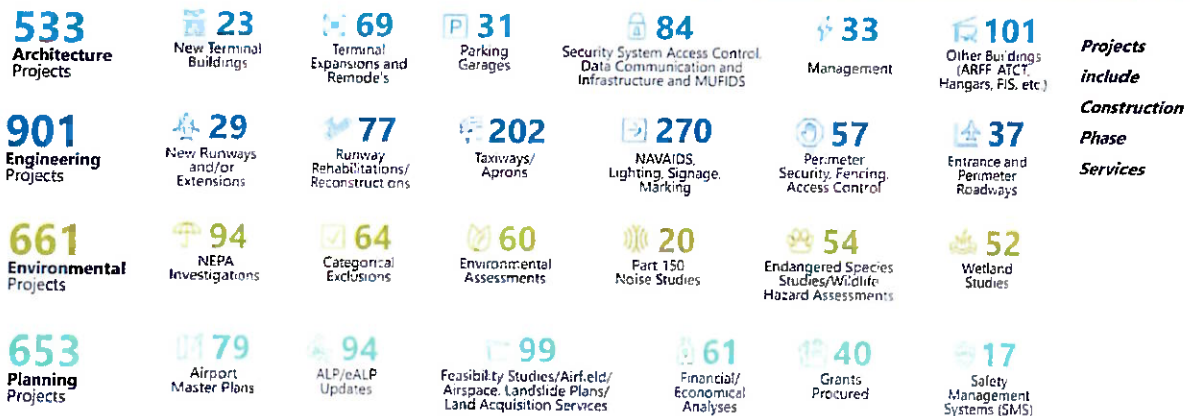 533
Architecture
Projects
23
New Terminal
Buildings
69
Terminal
Expansions and
Remode's
P 31
Parking
Garages
84
Security System Access Control,
Data Communication and
Infrastructure and MUFIDS
33
Management
101
Other Buildings
(ARFF, ATCT,
Hangars, FIS, etc.)
Projects
include
Construction
Phase
Services
901
Engineering
Projects
29
New Runways
and/or
Extensions
77
Runway
Rehabilitations/
Reconstructions
202
Taxiways/
Aprons
270
NAVAIDS,
Lighting, Signage,
Marking
57
Perimeter
Security, Fencing,
Access Control
37
Entrance and
Perimeter
Roadways
661
Environmental
Projects
94
NEPA
Investigations
64
Categorical
Exclusions
60
Environmental
Assessments
20
Part 150
Noise Studies
54
Endangered Species
Studies/Wildlife
Hazard Assessments
52
Wetland
Studies
653
Planning
Projects
79
Airport
Master Plans
94
ALP/eALP
Updates
99
Feasibility Studies/Airfield/
Airspace, Landside Plans/
Land Acquisition Services
61
Financial/
Economical
Analyses
40
Grants
Procured
17
Safety
Management
Systems (SMS)